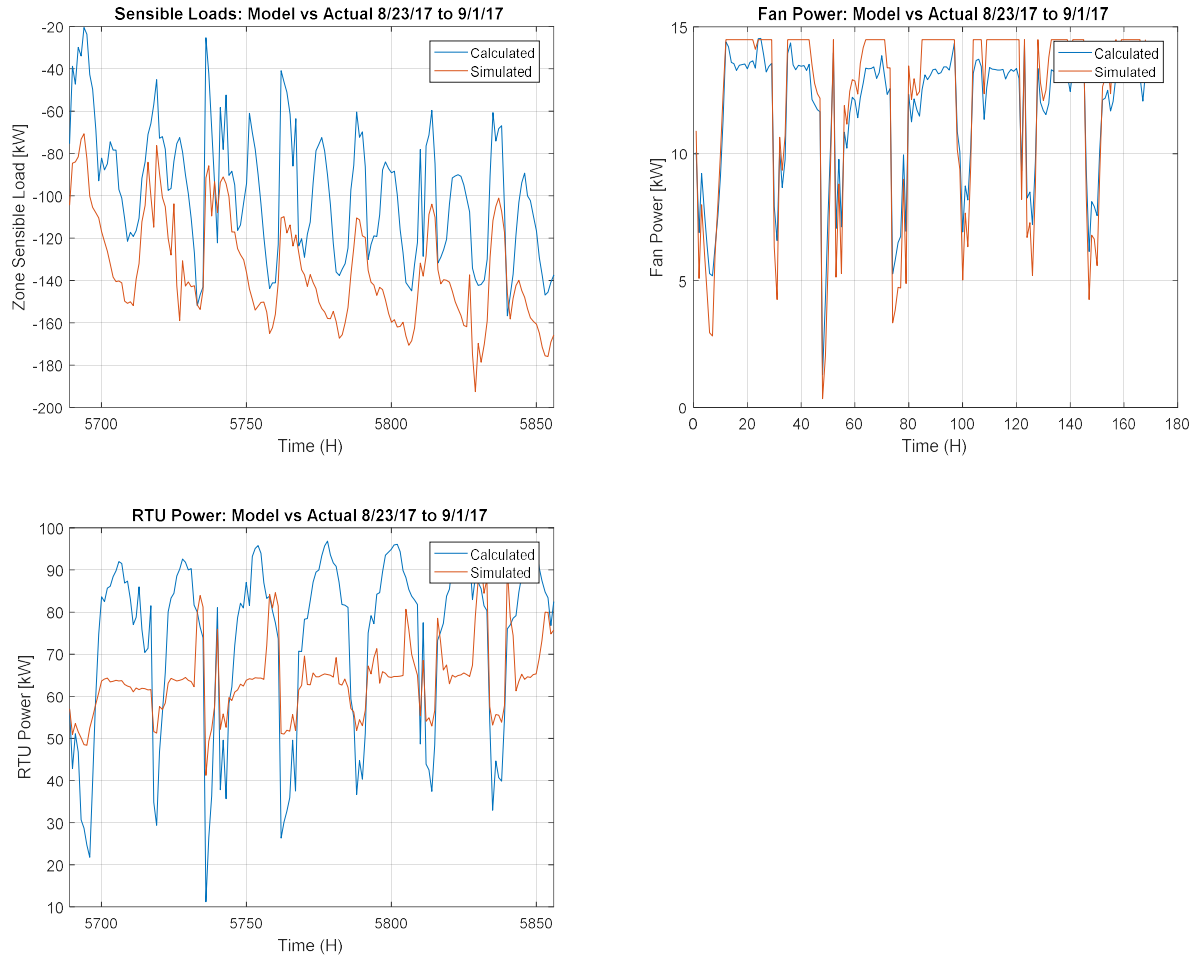 Sensible Loads: Model vs Actual 8/23/17 to 9/1/17
-20
-40
-60
-80
-100
-120
-140
-160
-180
-200
Zone Sensible Load [kW]
Calculated
Simulated
5700
5750
5800
5850
Time (H)
Fan Power: Model vs Actual 8/23/17 to 9/1/17
15
10
5
0
Fan Power [kW]
Calculated
Simulated
0
20
40
60
80
100
120
140
160
180
Time (H)
RTU Power: Model vs Actual 8/23/17 to 9/1/17
100
90
80
70
60
50
40
30
20
10
RTU Power [kW]
Calculated
Simulated
5700
5750
5800
5850
Time (H)